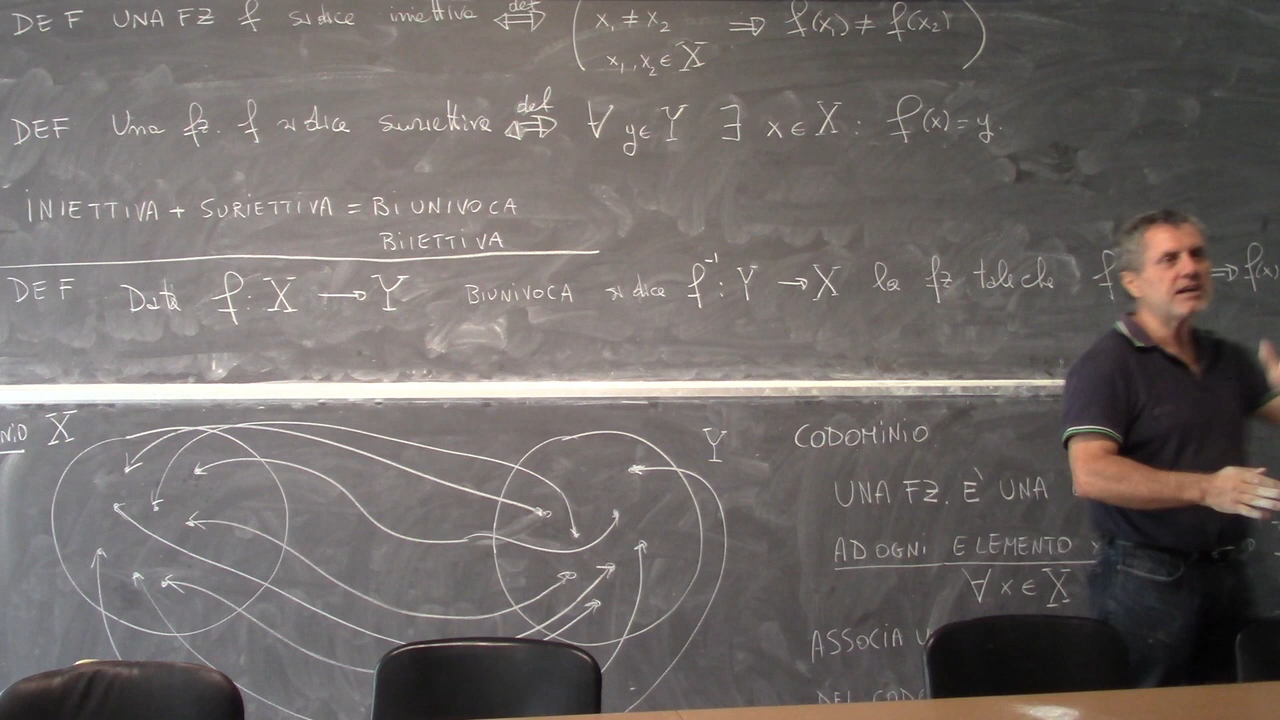 DEF UNA FZ f si dice iniettiva ⇐def⇒ ( x₁ ≠ x₂ ⇒ f(x₁) ≠ f(x₂) )
x₁, x₂ ∈ X
DEF Una fz. f si dice suriettiva ⇐def⇒ ∀ y ∈ Y ∃ x ∈ X : f(x) = y.
INIETTIVA + SURIETTIVA = BIUNIVOCA
BIIETTIVA
DEF Data f : X → Y BIUNIVOCA si dice f⁻¹ : Y → X la fz tale che f ⇒ f(x)
NIO X
Y
CODOMINIO
UNA FZ. E' UNA
AD OGNI ELEMENTO
∀ x ∈ X
ASSOCIA
DEL